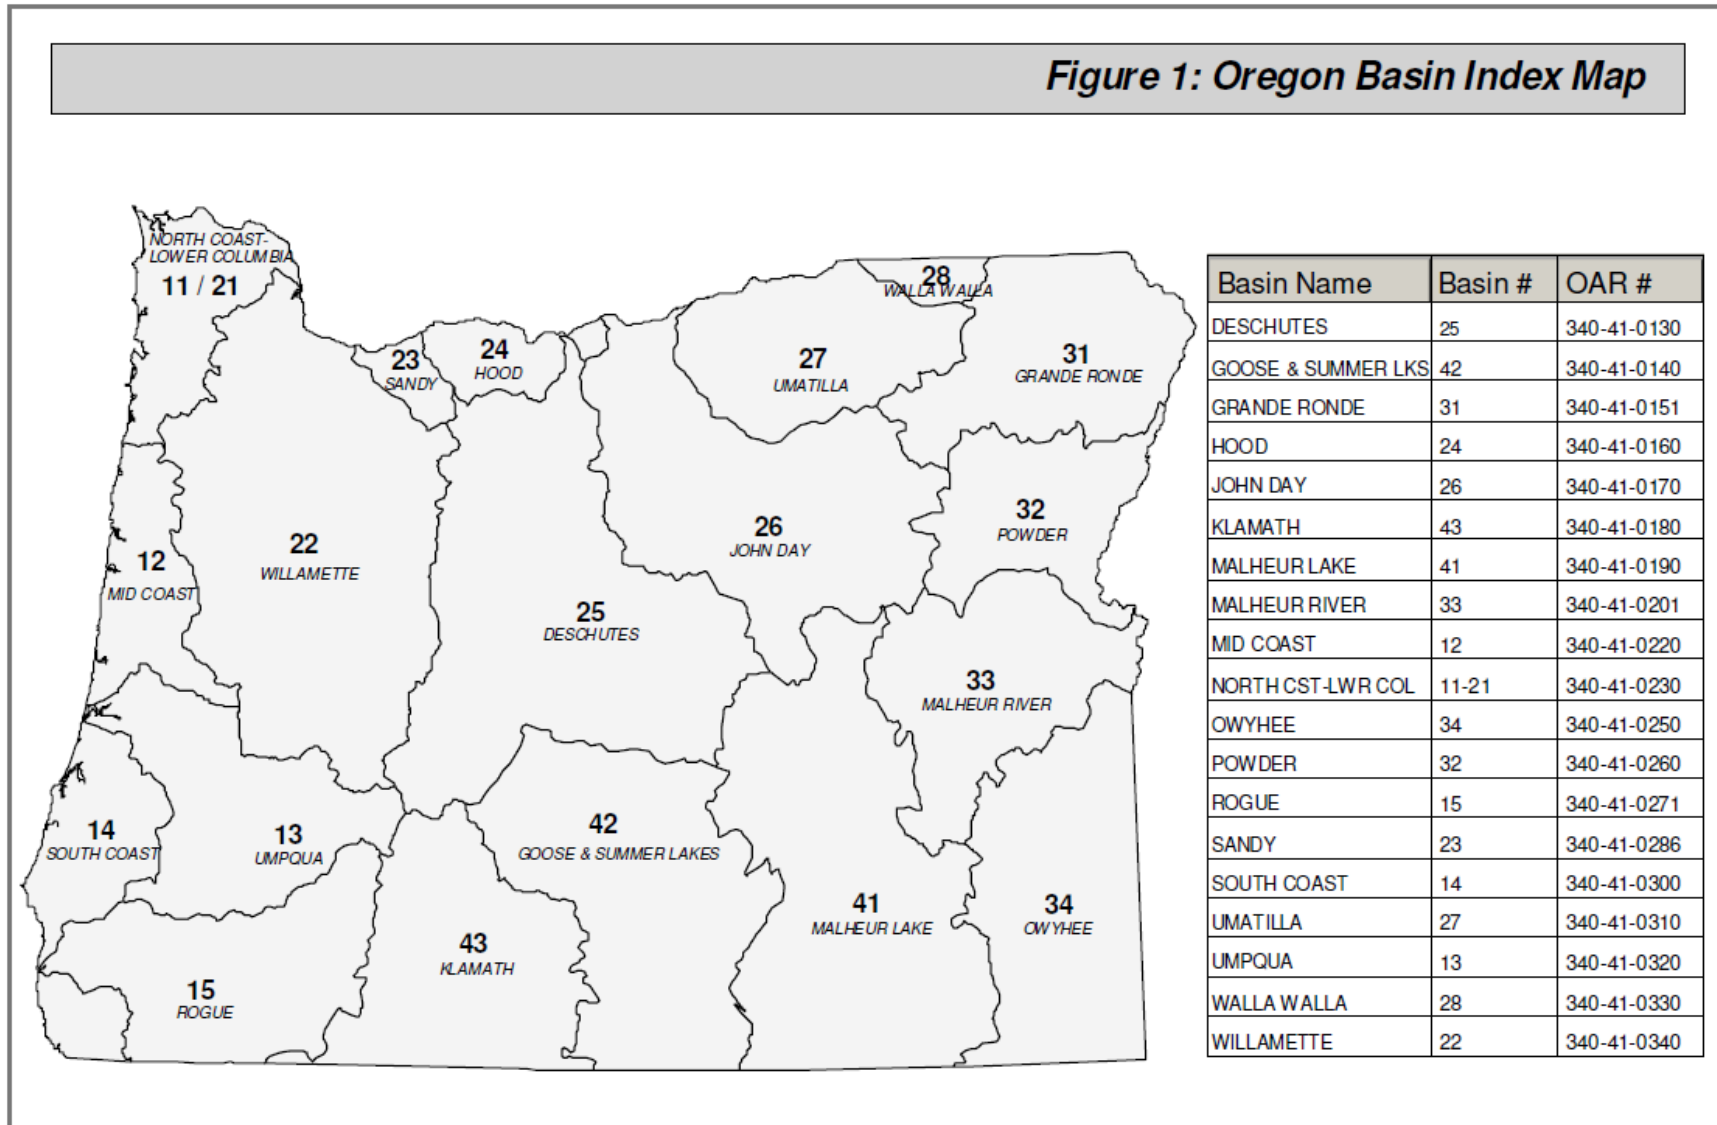 Figure 1: Oregon Basin Index Map
NORTH COAST-
LOWER COLUMBIA
11 / 21
28
WALLA WALLA
23
SANDY
24
HOOD
27
UMATILLA
31
GRANDE RONDE
12
MID COAST
22
WILLAMETTE
26
JOHN DAY
32
POWDER
25
DESCHUTES
33
MALHEUR RIVER
14
SOUTH COAST
13
UMPQUA
42
GOOSE & SUMMER LAKES
41
MALHEUR LAKE
34
OWYHEE
43
KLAMATH
15
ROGUE
Basin Name Basin # OAR #
DESCHUTES 25 340-41-0130
GOOSE & SUMMER LKS 42 340-41-0140
GRANDE RONDE 31 340-41-0151
HOOD 24 340-41-0160
JOHN DAY 26 340-41-0170
KLAMATH 43 340-41-0180
MALHEUR LAKE 41 340-41-0190
MALHEUR RIVER 33 340-41-0201
MID COAST 12 340-41-0220
NORTH CST-LWR COL 11-21 340-41-0230
OWYHEE 34 340-41-0250
POWDER 32 340-41-0260
ROGUE 15 340-41-0271
SANDY 23 340-41-0286
SOUTH COAST 14 340-41-0300
UMATILLA 27 340-41-0310
UMPQUA 13 340-41-0320
WALLA WALLA 28 340-41-0330
WILLAMETTE 22 340-41-0340